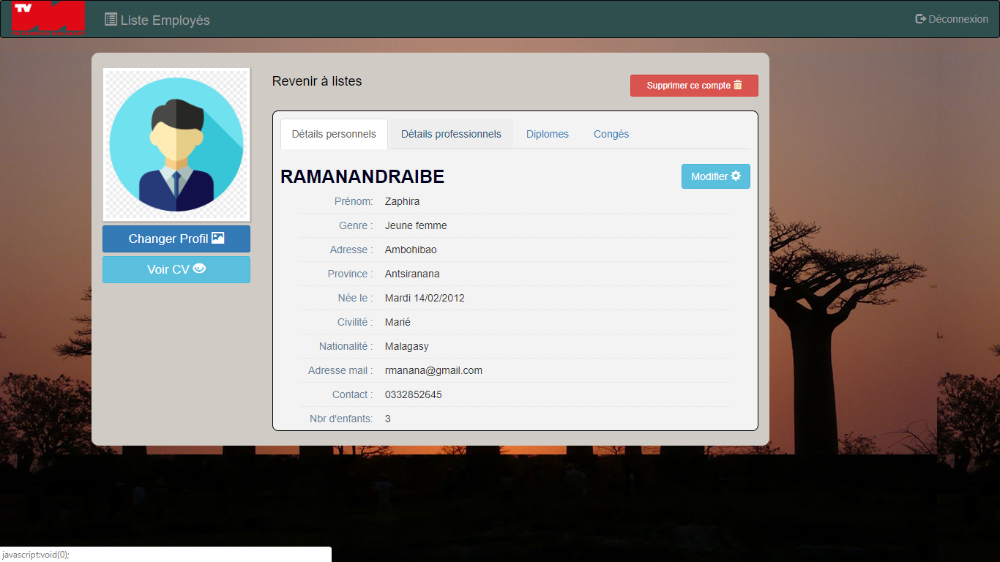 TV
Liste Employés
Déconnexion
Revenir à listes
Supprimer ce compte
Changer Profil
Voir CV
Détails personnels
Détails professionnels
Diplomes
Congés
RAMANANDRAIBE
Modifier
Prénom: Zaphira
Genre : Jeune femme
Adresse : Ambohibao
Province : Antsiranana
Née le : Mardi 14/02/2012
Civilité : Marié
Nationalité : Malagasy
Adresse mail : rmanana@gmail.com
Contact : 0332852645
Nbr d'enfants: 3
javascript:void(0);